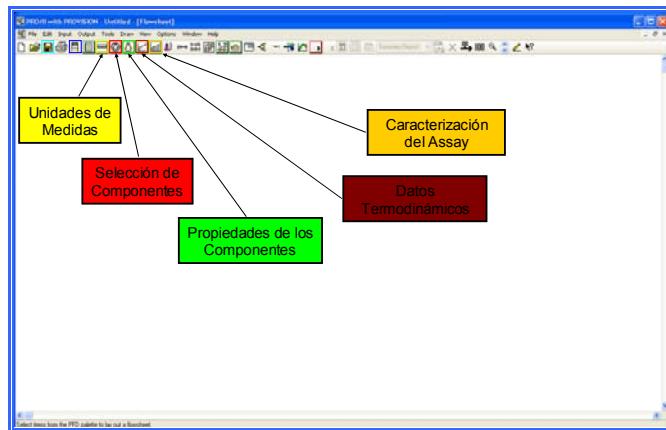 PRO/II with PROVISION - Untitled - [Flowsheet]
File Edit Input Output Tools Draw View Options Window Help
Unidades de
Medidas
Caracterización
del Assay
Selección de
Componentes
Datos
Termodinámicos
Propiedades de los
Componentes
Select items from the PFD palette to lay out a flowsheet